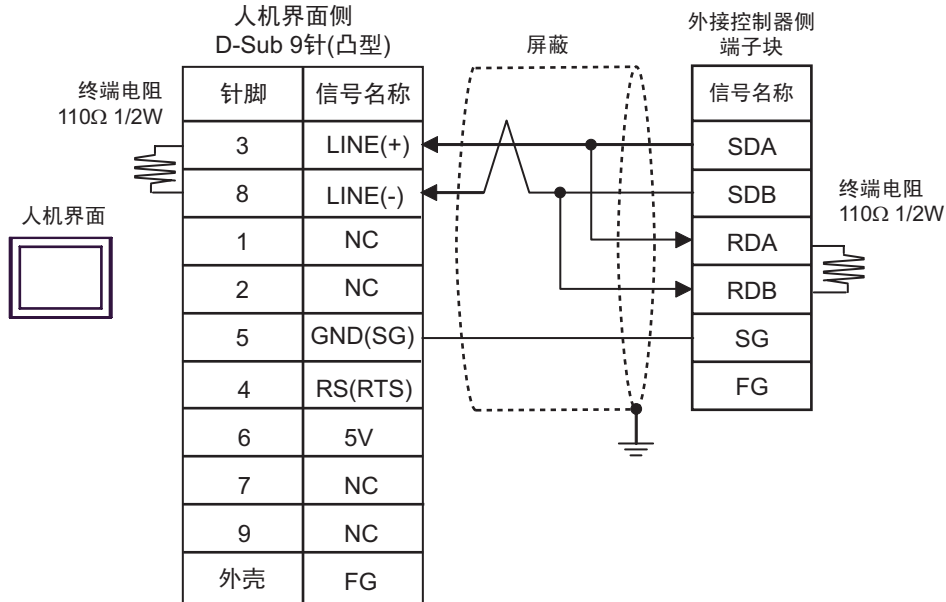 人机界面侧
D-Sub 9针(凸型)
屏蔽
外接控制器侧
端子块
终端电阻
110Ω 1/2W
针脚 信号名称
信号名称
3 LINE(+)
SDA
8 LINE(-)
SDB
终端电阻
110Ω 1/2W
人机界面
1 NC
RDA
2 NC
RDB
5 GND(SG)
SG
4 RS(RTS)
FG
6 5V
7 NC
9 NC
外壳 FG